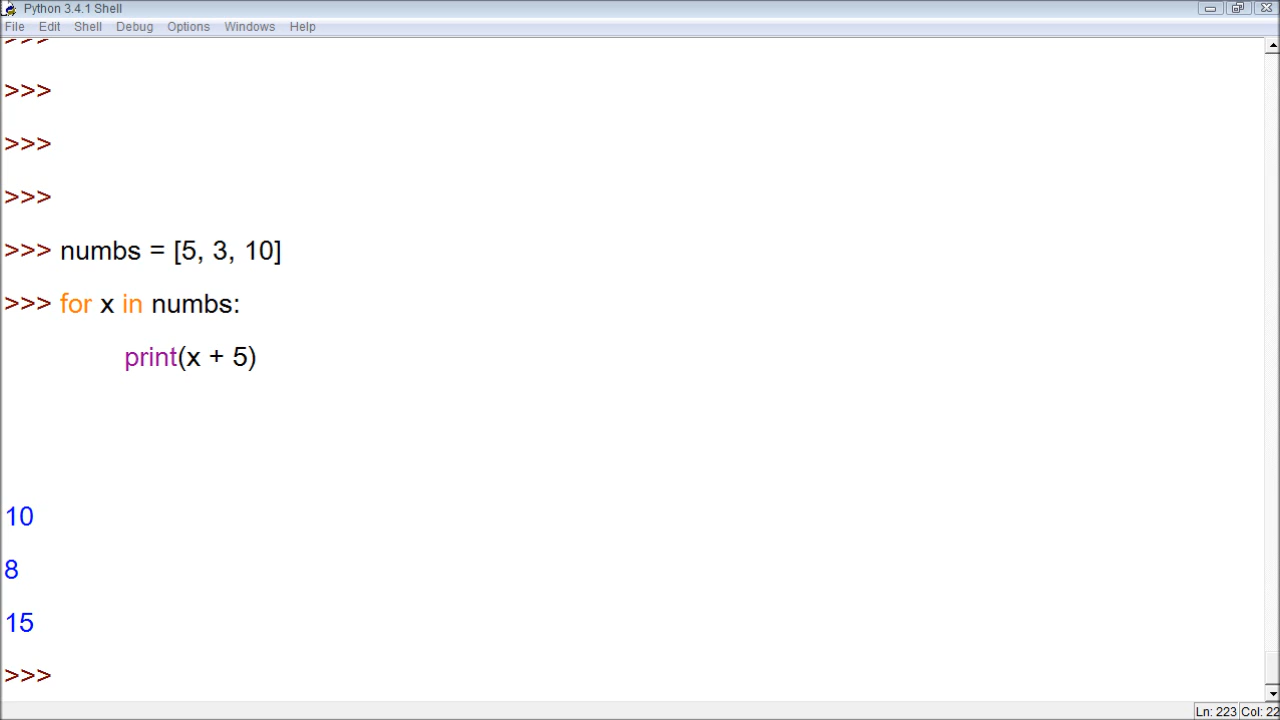 Python 3.4.1 Shell
File Edit Shell Debug Options Windows Help
>>>
>>>
>>>
>>>
>>> numbs = [5, 3, 10]
>>> for x in numbs:
print(x + 5)
10
8
15
>>>
Ln: 223 Col: 22